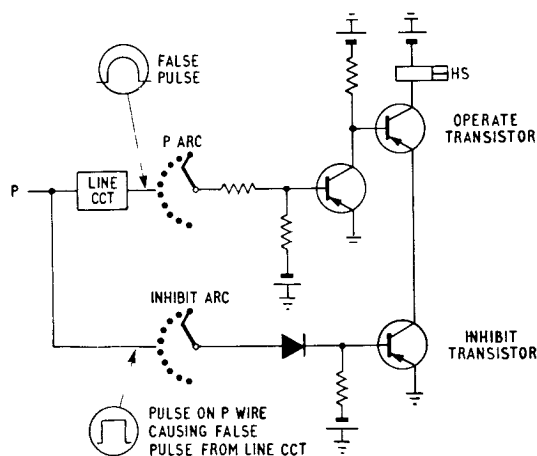 FALSE
PULSE
HS
OPERATE
TRANSISTOR
P ARC
P
LINE
CCT
INHIBIT ARC
INHIBIT
TRANSISTOR
PULSE ON P WIRE
CAUSING FALSE
PULSE FROM LINE CCT